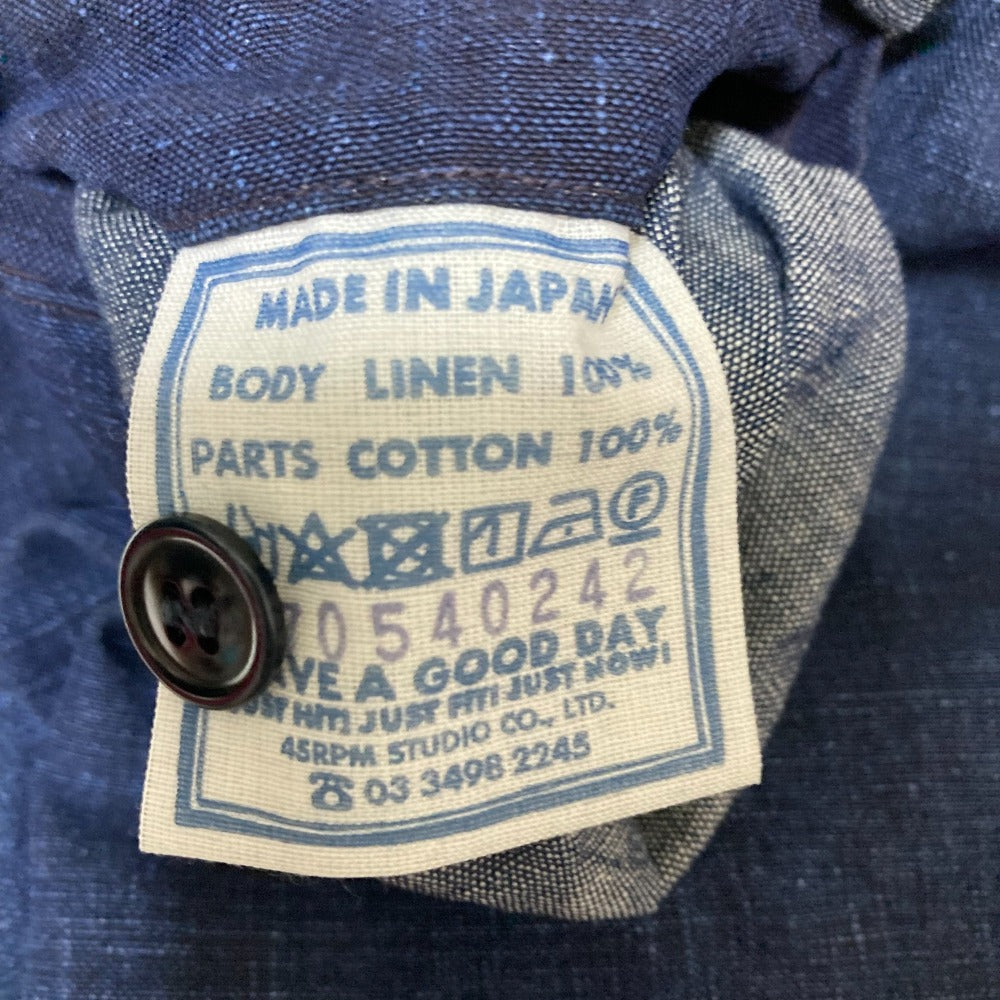 MADE IN JAPAN
BODY LINEN 100%
PARTS COTTON 100%
70540242
A GOOD DAY
JUST FIT! JUST NOW!
45RPM STUDIO CO., LTD.
☎ 03 3498 2245